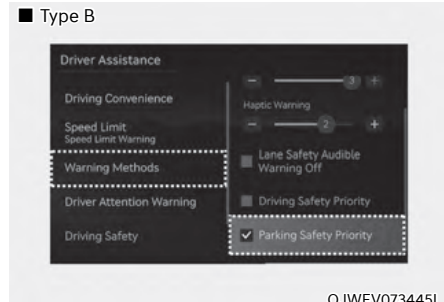 ■ Type B
Driver Assistance
Driving Convenience
Speed Limit
Speed Limit Warning
Warning Methods
Driver Attention Warning
Driving Safety
− 3 +
Haptic Warning
− 2 +
Lane Safety Audible
Warning Off
Driving Safety Priority
Parking Safety Priority